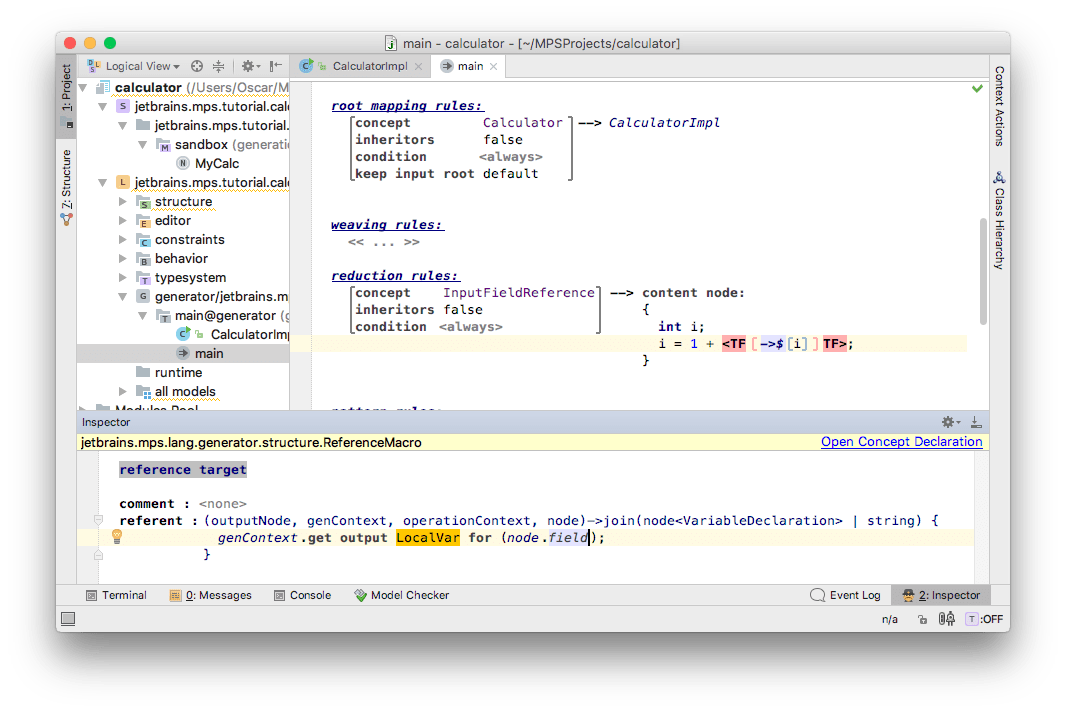 main - calculator - [~/MPSProjects/calculator]
1: Project
Z: Structure
Logical View
CalculatorImpl
main
calculator (/Users/Oscar/M
jetbrains.mps.tutorial.cal
jetbrains.mps.tutorial.
sandbox (generati
MyCalc
jetbrains.mps.tutorial.cal
structure
editor
constraints
behavior
typesystem
generator/jetbrains.m
main@generator (g
CalculatorImp
main
runtime
all models
Modules Pool
root mapping rules:
concept Calculator --> CalculatorImpl
inheritors false
condition <always>
keep input root default
weaving rules:
<< ... >>
reduction rules:
concept InputFieldReference --> content node:
inheritors false {
condition <always> int i;
i = 1 + <TF [->$[i]] TF>;
}
pattern rules:
Context Actions
Class Hierarchy
Inspector
jetbrains.mps.lang.generator.structure.ReferenceMacro Open Concept Declaration
reference target
comment : <none>
referent : (outputNode, genContext, operationContext, node)->join(node<VariableDeclaration> | string) {
genContext.get output LocalVar for (node.field);
}
Terminal 0: Messages Console Model Checker Event Log 2: Inspector
n/a T :OFF